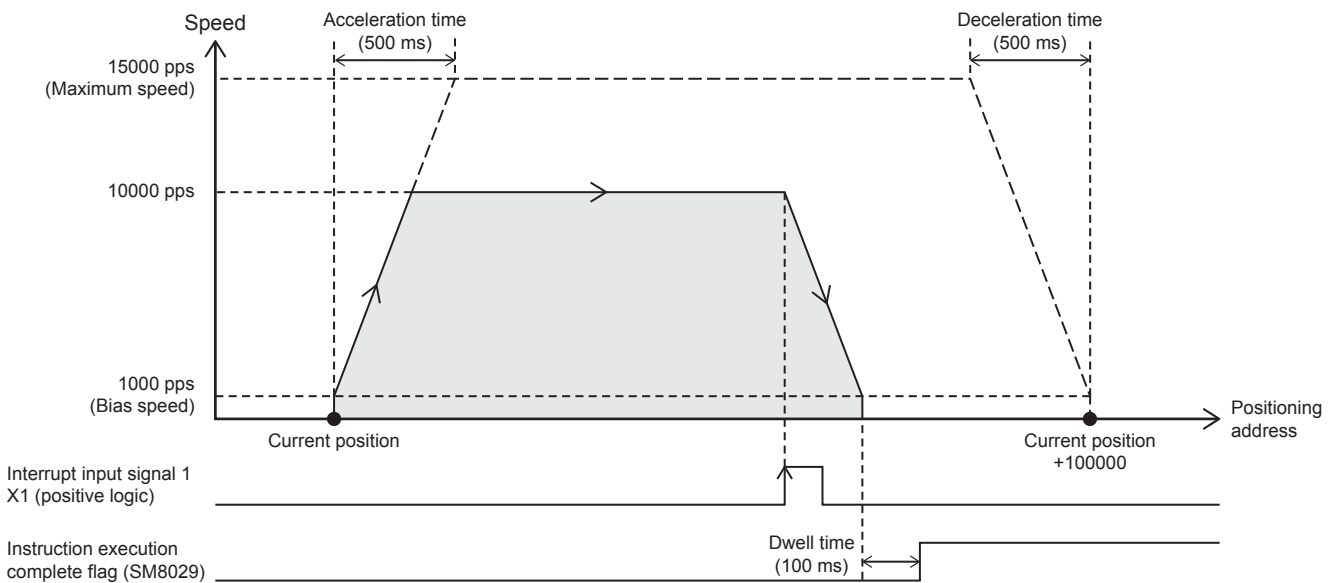 Speed
Acceleration time
(500 ms)
Deceleration time
(500 ms)
15000 pps
(Maximum speed)
10000 pps
1000 pps
(Bias speed)
Positioning
address
Current position
Current position
+100000
Interrupt input signal 1
X1 (positive logic)
Dwell time
(100 ms)
Instruction execution
complete flag (SM8029)